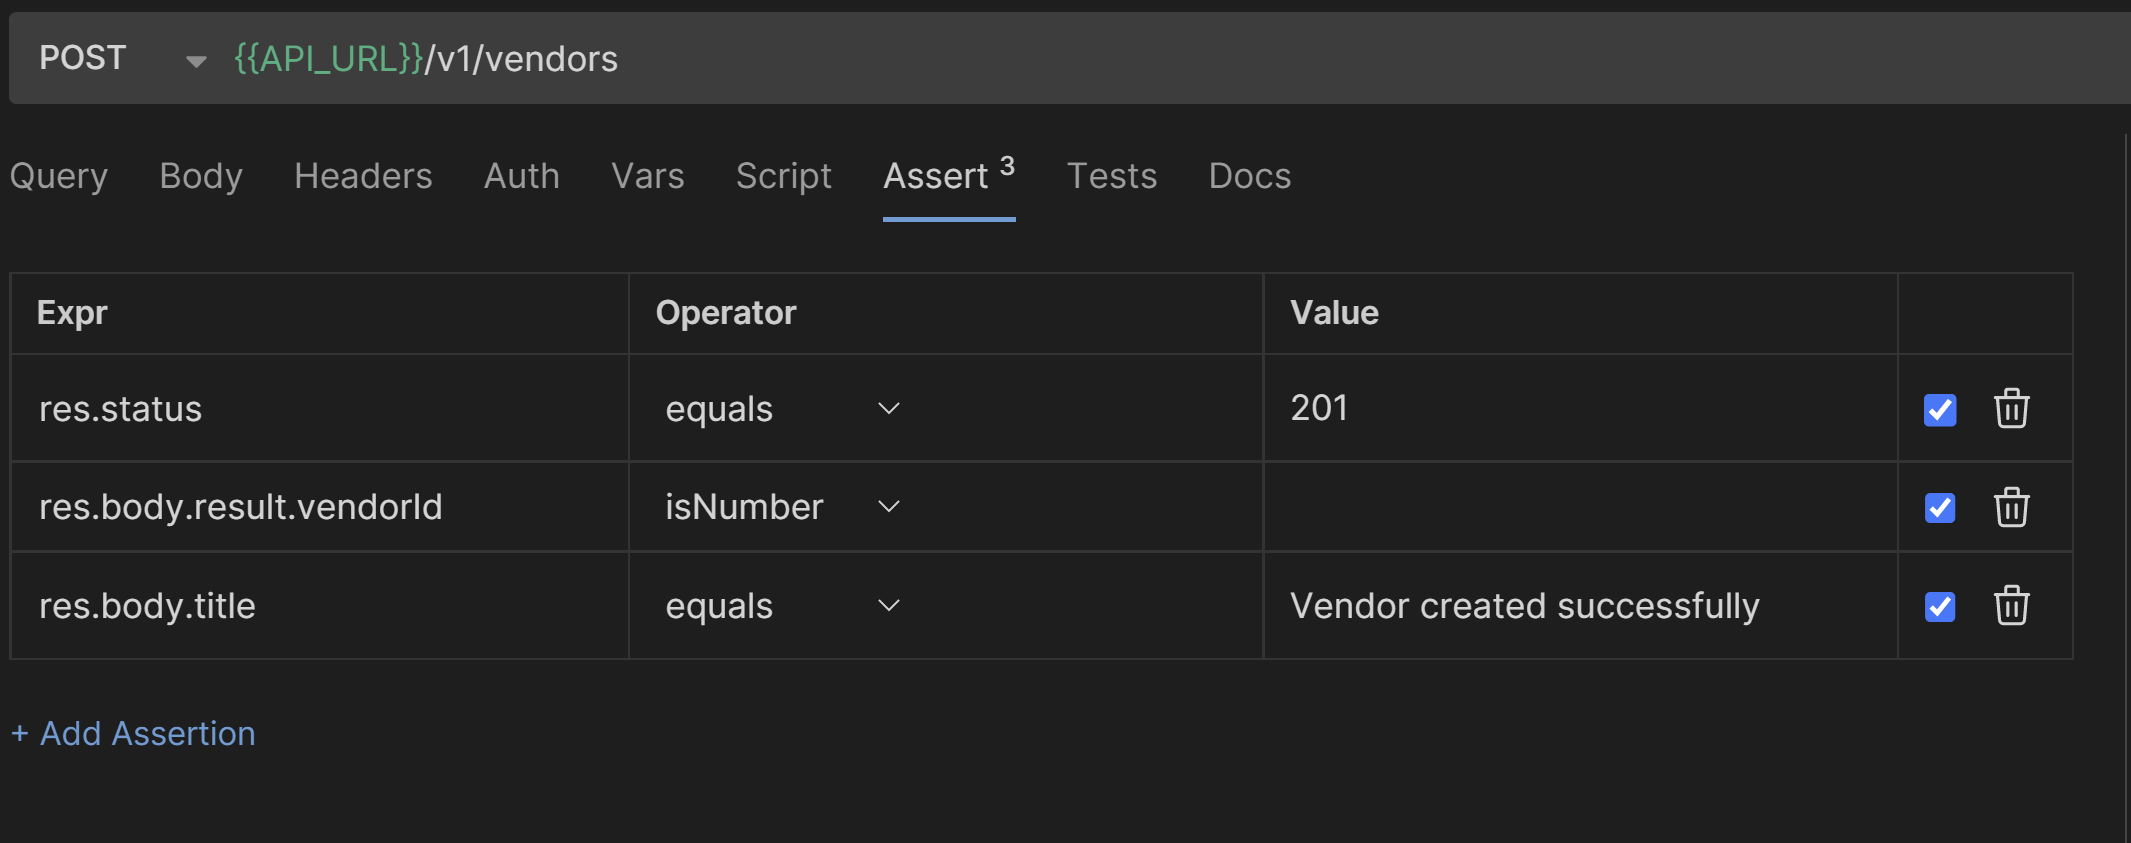 POST {{API_URL}}/v1/vendors
Query Body Headers Auth Vars Script Assert 3 Tests Docs
Expr Operator Value
res.status equals 201
res.body.result.vendorId isNumber
res.body.title equals Vendor created successfully
+ Add Assertion